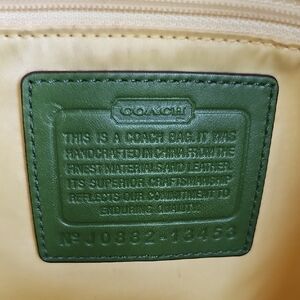 COACH
THIS IS A COACH BAG. IT WAS
HANDCRAFTED IN CHINA FROM THE
FINEST MATERIALS AND LEATHER.
ITS SUPERIOR CRAFTSMANSHIP
REFLECTS OUR COMMITMENT TO
ENDURING QUALITY.
Nº J0882-13453